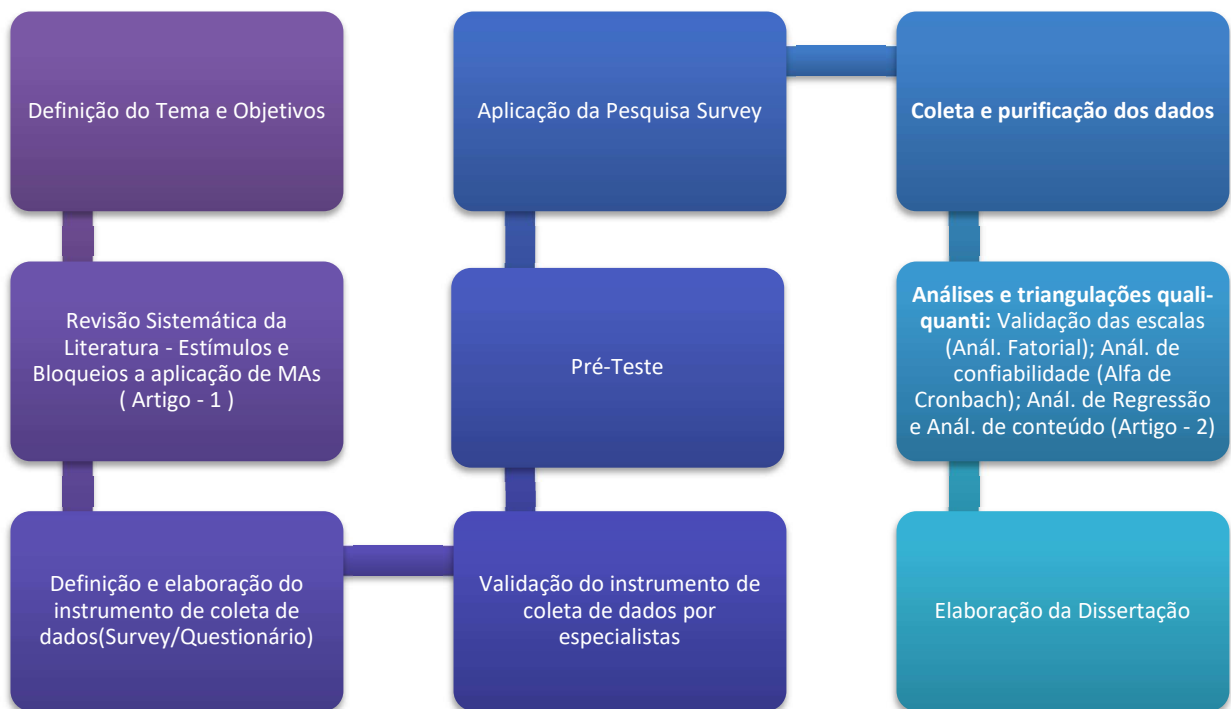 Definição do Tema e Objetivos
Revisão Sistemática da
Literatura - Estímulos e
Bloqueios a aplicação de MAs
( Artigo - 1 )
Definição e elaboração do
instrumento de coleta de
dados(Survey/Questionário)
Validação do instrumento de
coleta de dados por
especialistas
Pré-Teste
Aplicação da Pesquisa Survey
Coleta e purificação dos dados
Análises e triangulações quali-
quanti: Validação das escalas
(Anál. Fatorial); Anál. de
confiabilidade (Alfa de
Cronbach); Anál. de Regressão
e Anál. de conteúdo (Artigo - 2)
Elaboração da Dissertação